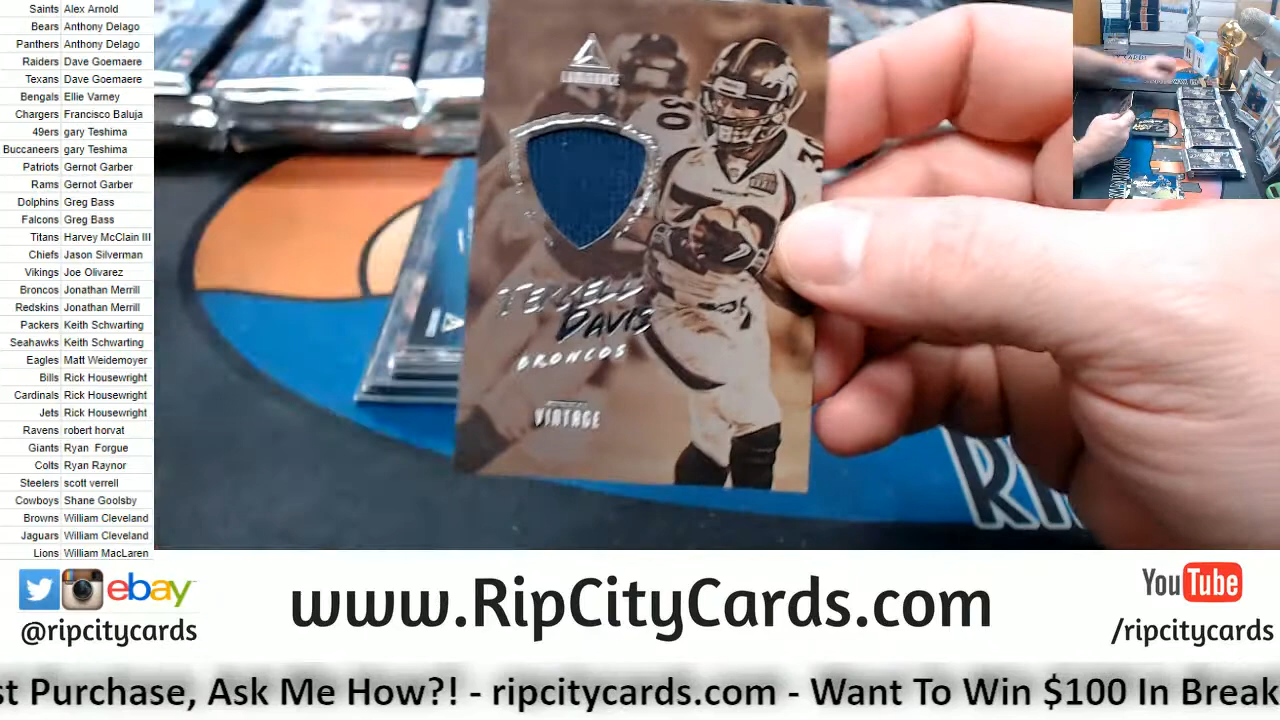 Saints Alex Arnold
Bears Anthony Delago
Panthers Anthony Delago
Raiders Dave Goemaere
Texans Dave Goemaere
Bengals Ellie Varney
Chargers Francisco Baluja
49ers gary Teshima
Buccaneers gary Teshima
Patriots Gernot Garber
Rams Gernot Garber
Dolphins Greg Bass
Falcons Greg Bass
Titans Harvey McClain III
Chiefs Jason Silverman
Vikings Joe Olivarez
Broncos Jonathan Merrill
Redskins Jonathan Merrill
Packers Keith Schwarting
Seahawks Keith Schwarting
Eagles Matt Weidemoyer
Bills Rick Housewright
Cardinals Rick Housewright
Jets Rick Housewright
Ravens robert horvat
Giants Ryan Forgue
Colts Ryan Raynor
Steelers scott verrell
Cowboys Shane Goolsby
Browns William Cleveland
Jaguars William Cleveland
Lions William MacLaren
LUMINANCE
30
30
TERRELL
DAVIS
BRONCOS
VINTAGE
ebay
@ripcitycards
www.RipCityCards.com
YouTube
/ripcitycards
st Purchase, Ask Me How?! - ripcitycards.com - Want To Win $100 In Break